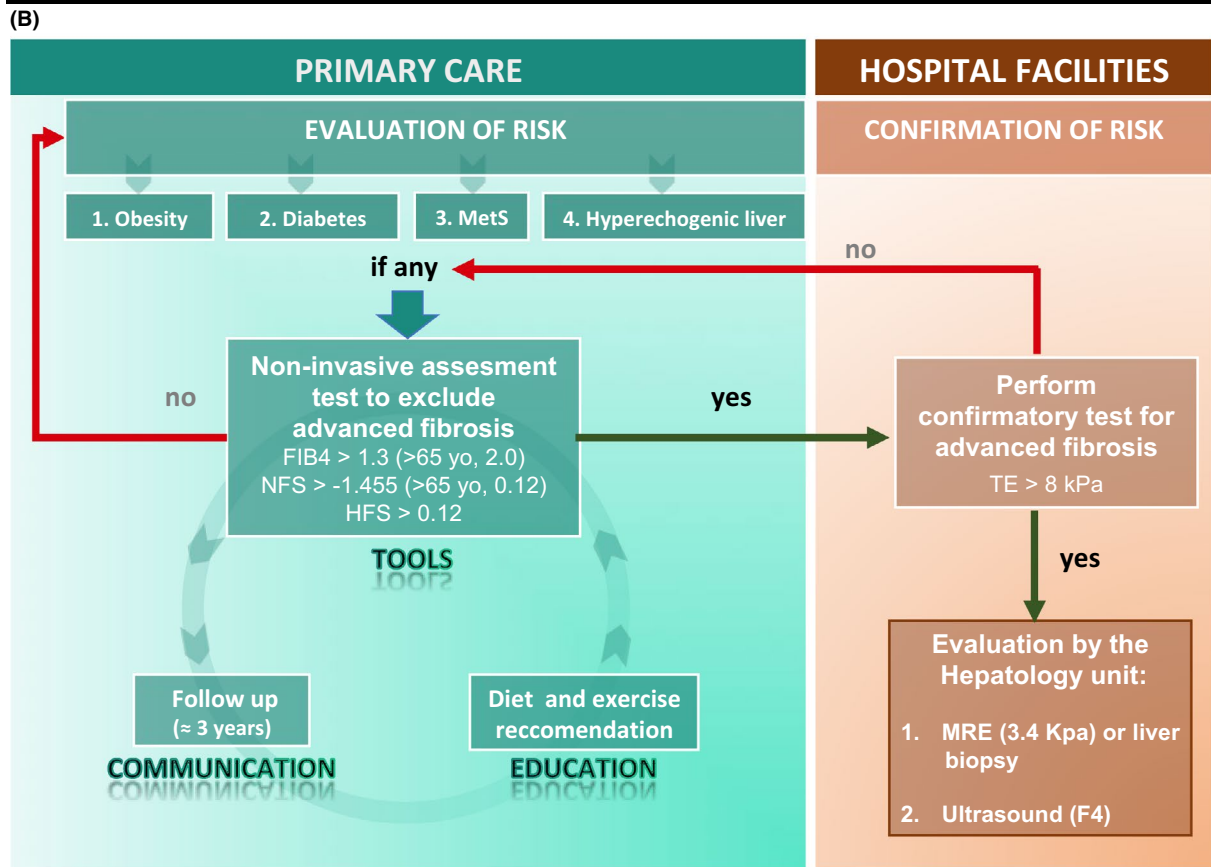 (B)
PRIMARY CARE
HOSPITAL FACILITIES
EVALUATION OF RISK
CONFIRMATION OF RISK
1. Obesity
2. Diabetes
3. MetS
4. Hyperechogenic liver
no
if any
Non-invasive assesment
test to exclude
advanced fibrosis
FIB4 > 1.3 (>65 yo, 2.0)
NFS > -1.455 (>65 yo, 0.12)
HFS > 0.12
no
yes
Perform
confirmatory test for
advanced fibrosis
TE > 8 kPa
TOOLS
yes
Follow up
(≈ 3 years)
COMMUNICATION
Diet and exercise
reccomendation
EDUCATION
Evaluation by the
Hepatology unit:
1. MRE (3.4 Kpa) or liver
biopsy
2. Ultrasound (F4)